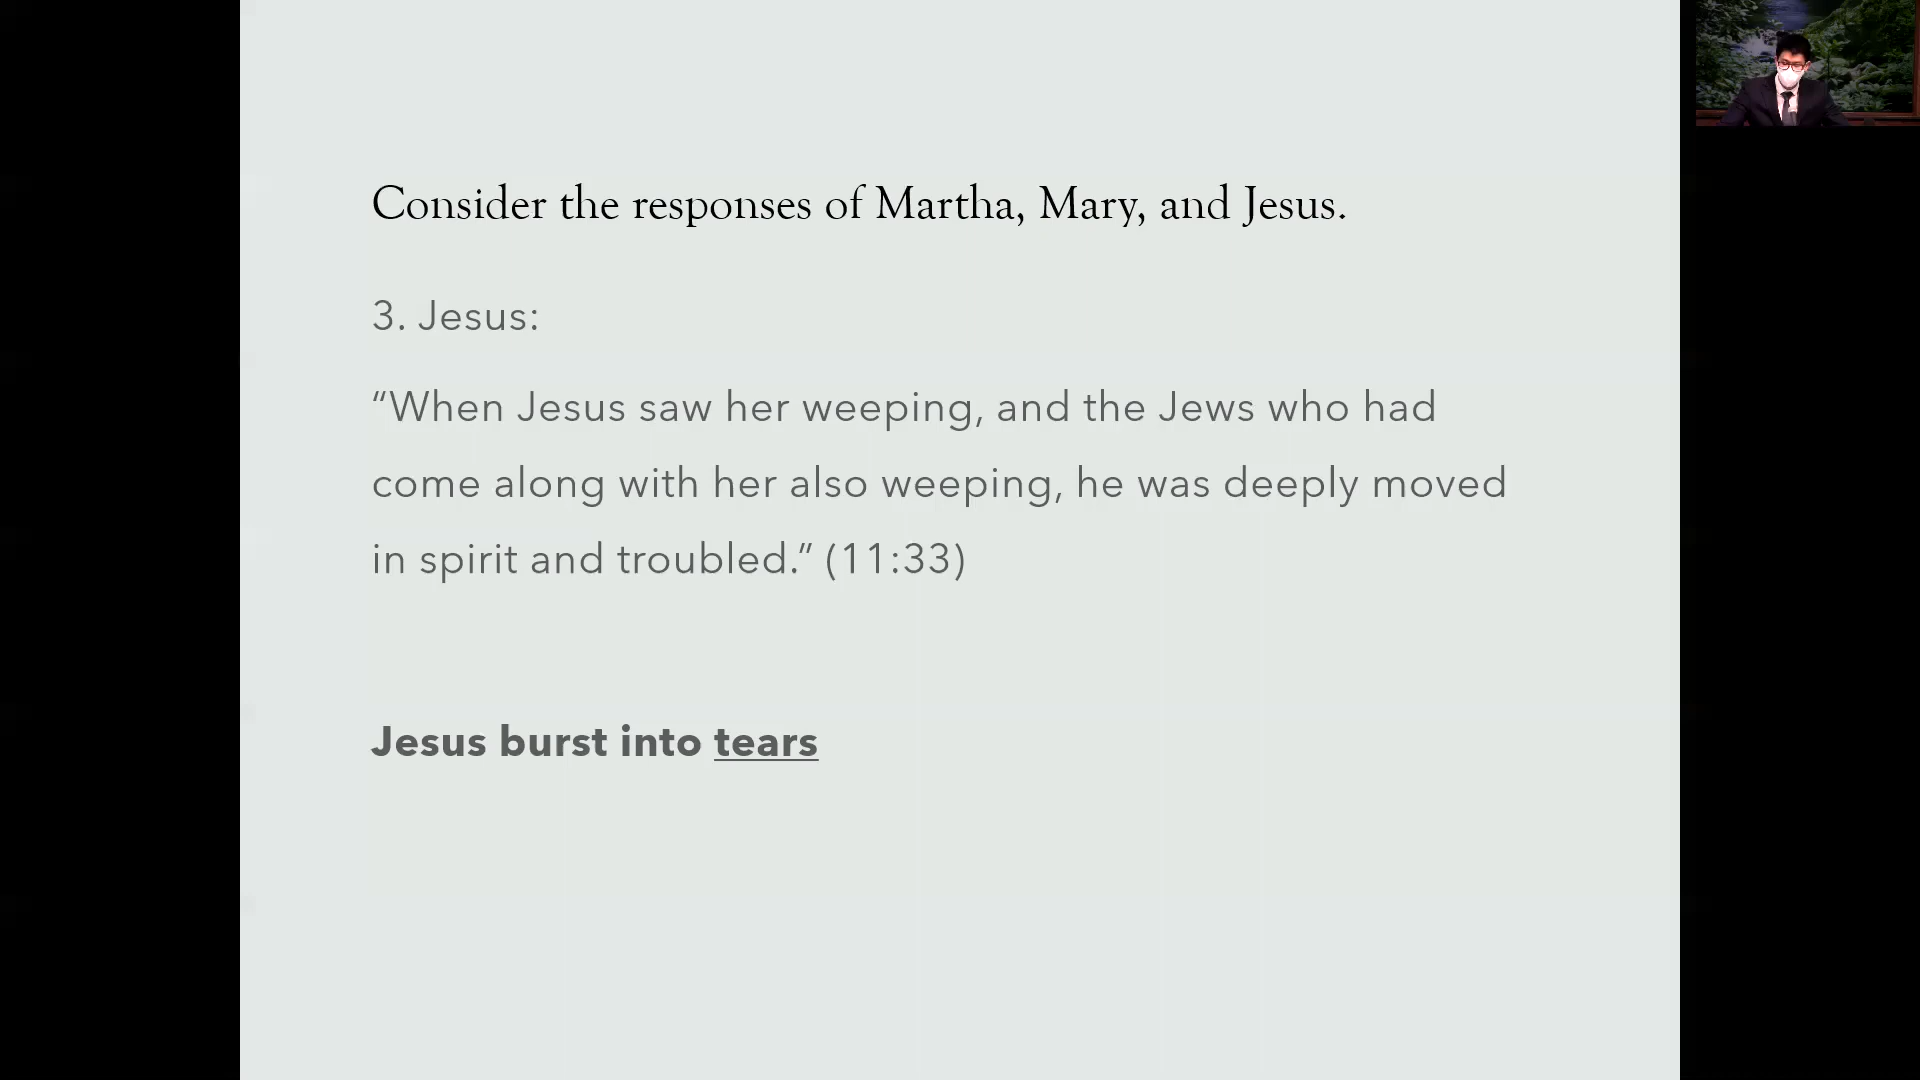 Consider the responses of Martha, Mary, and Jesus.
3. Jesus:
“When Jesus saw her weeping, and the Jews who had
come along with her also weeping, he was deeply moved
in spirit and troubled.” (11:33)
Jesus burst into tears